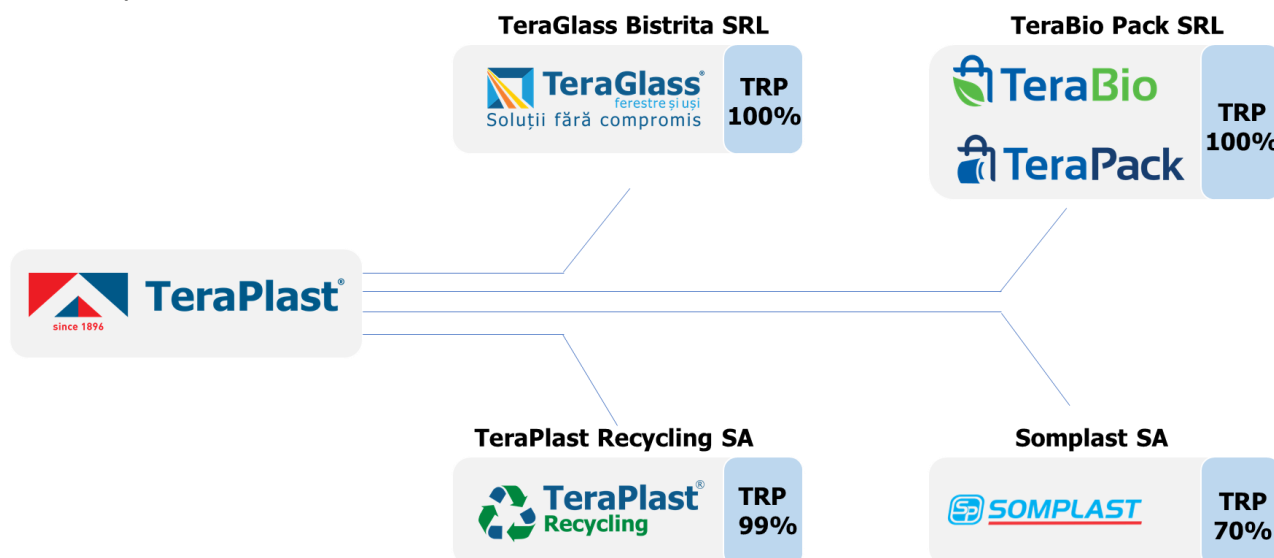 TeraGlass Bistrita SRL
TeraGlass®
ferestre și uși
Soluții fără compromis
TRP
100%
TeraBio Pack SRL
TeraBio
TeraPack
TRP
100%
TeraPlast®
since 1896
TeraPlast Recycling SA
TeraPlast®
Recycling
TRP
99%
Somplast SA
SP SOMPLAST
TRP
70%